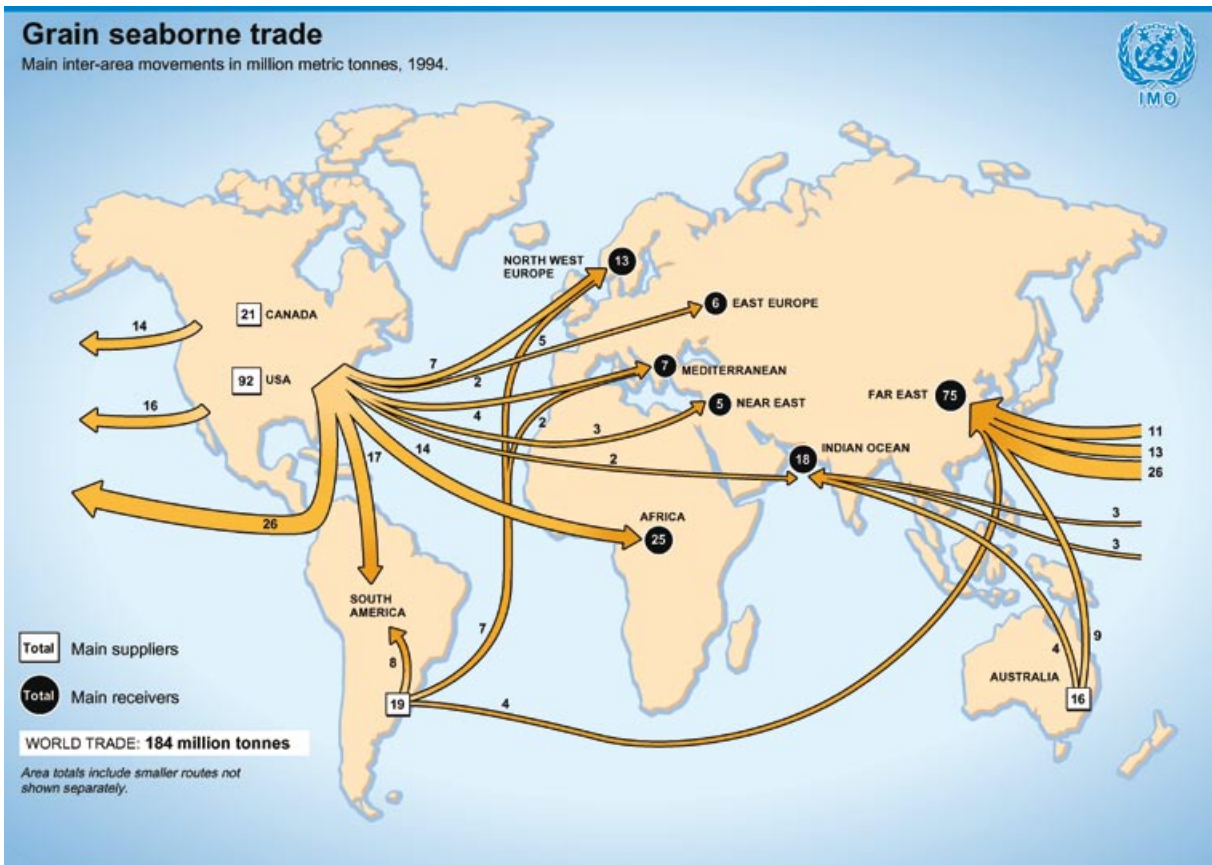 Grain seaborne trade
Main inter-area movements in million metric tonnes, 1994.
IMO
NORTH WEST
EUROPE
13
6 EAST EUROPE
21 CANADA
14
5
7
92 USA
2
7 MEDITERRANEAN
16
4
2
3
5 NEAR EAST
FAR EAST 75
11
13
26
17
14
2
18 INDIAN OCEAN
3
3
26
AFRICA
25
SOUTH
AMERICA
7
8
19
4
4
9
AUSTRALIA
16
Total Main suppliers
Total Main receivers
WORLD TRADE: 184 million tonnes
Area totals include smaller routes not
shown separately.